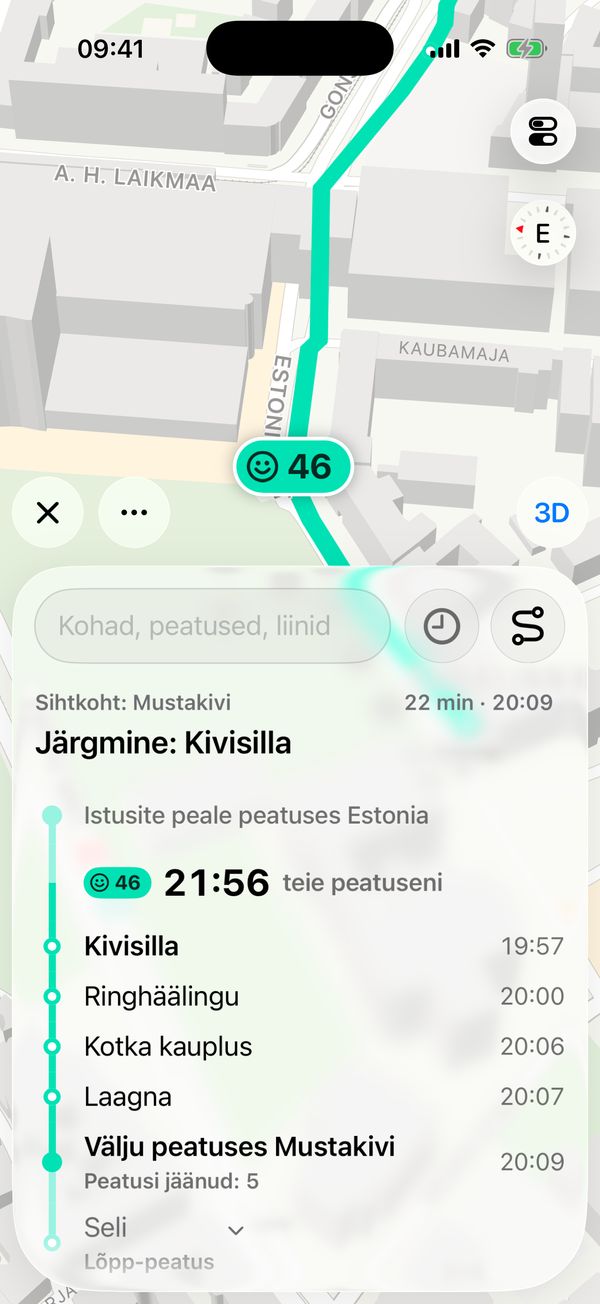 09:41
GON
A. H. LAIKMAA
E
KAUBAMAJA
ESTONI
46
3D
Kohad, peatused, liinid
Sihtkoht: Mustakivi
22 min · 20:09
Järgmine: Kivisilla
Istusite peale peatuses Estonia
46 21:56 teie peatuseni
Kivisilla 19:57
Ringhäälingu 20:00
Kotka kauplus 20:06
Laagna 20:07
Välju peatuses Mustakivi 20:09
Peatusi jäänud: 5
Seli
Lõpp-peatus